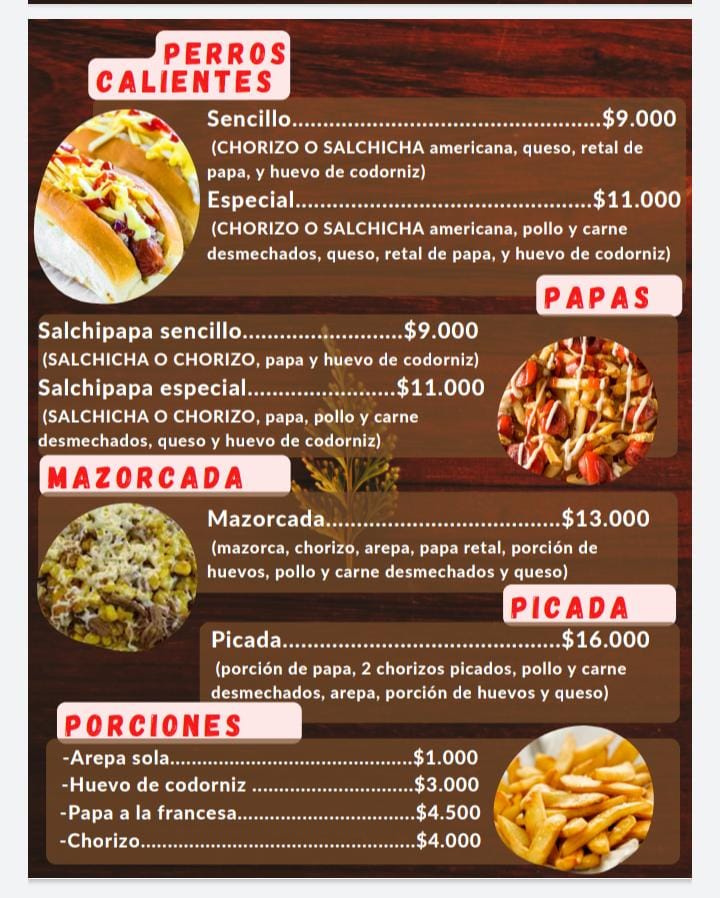 PERROS
CALIENTES
Sencillo..................................................$9.000
(CHORIZO O SALCHICHA americana, queso, retal de
papa, y huevo de codorniz)
Especial................................................$11.000
(CHORIZO O SALCHICHA americana, pollo y carne
desmechados, queso, retal de papa, y huevo de codorniz)
PAPAS
Salchipapa sencillo..........................$9.000
(SALCHICHA O CHORIZO, papa y huevo de codorniz)
Salchipapa especial........................$11.000
(SALCHICHA O CHORIZO, papa, pollo y carne
desmechados, queso y huevo de codorniz)
MAZORCADA
Mazorcada......................................$13.000
(mazorca, chorizo, arepa, papa retal, porción de
huevos, pollo y carne desmechados y queso)
PICADA
Picada.............................................$16.000
(porción de papa, 2 chorizos picados, pollo y carne
desmechados, arepa, porción de huevos y queso)
PORCIONES
-Arepa sola...........................................$1.000
-Huevo de codorniz .............................$3.000
-Papa a la francesa................................$4.500
-Chorizo.................................................$4.000